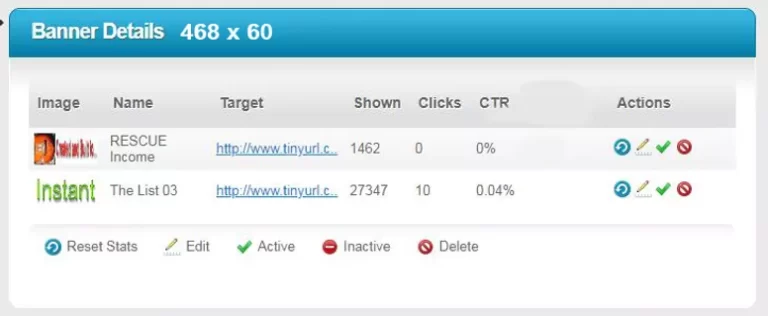 Banner Details 468 x 60
Image Name Target Shown Clicks CTR Actions
RESCUE
Income http://www.tinyurl.c.. 1462 0 0%
Instant The List 03 http://www.tinyurl.c.. 27347 10 0.04%
Reset Stats Edit Active Inactive Delete